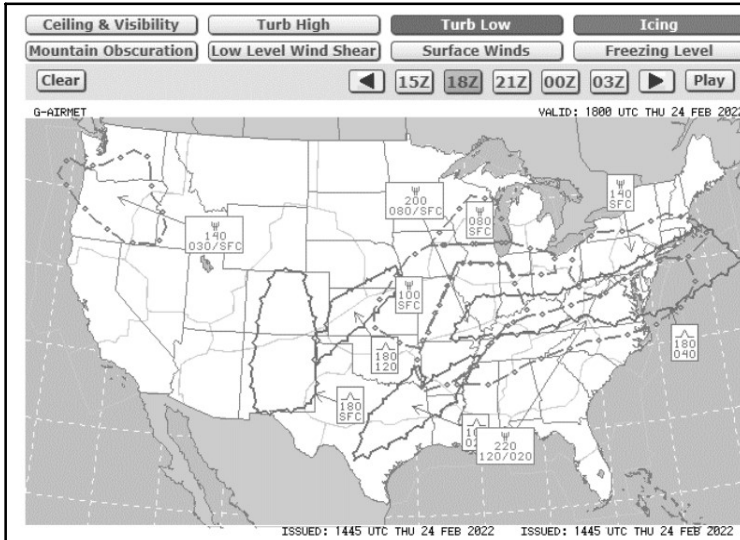 Ceiling & Visibility Turb High Turb Low Icing
Mountain Obscuration Low Level Wind Shear Surface Winds Freezing Level
Clear 15Z 18Z 21Z 00Z 03Z Play
G-AIRMET VALID: 1800 UTC THU 24 FEB 2022
200
080/SFC
080
SFC
140
SFC
140
030/SFC
100
SFC
180
120
180
040
180
SFC
220
120/020
ISSUED: 1445 UTC THU 24 FEB 2022 ISSUED: 1445 UTC THU 24 FEB 2022